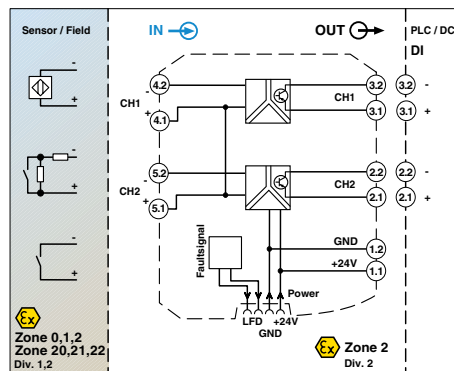 Sensor / Field
IN
OUT
PLC / DC
DI
-
+
-
+
-
+
CH1
-
+
4.2
4.1
CH2
-
+
5.2
5.1
CH1
3.2
3.1
3.2 -
3.1 +
CH2
2.2
2.1
2.2 -
2.1 +
GND
1.2
+24V
1.1
Faultsignal
Power
LFD
+24V
GND
Ex
Zone 0,1,2
Zone 20,21,22
Div. 1,2
Ex
Zone 2
Div. 2